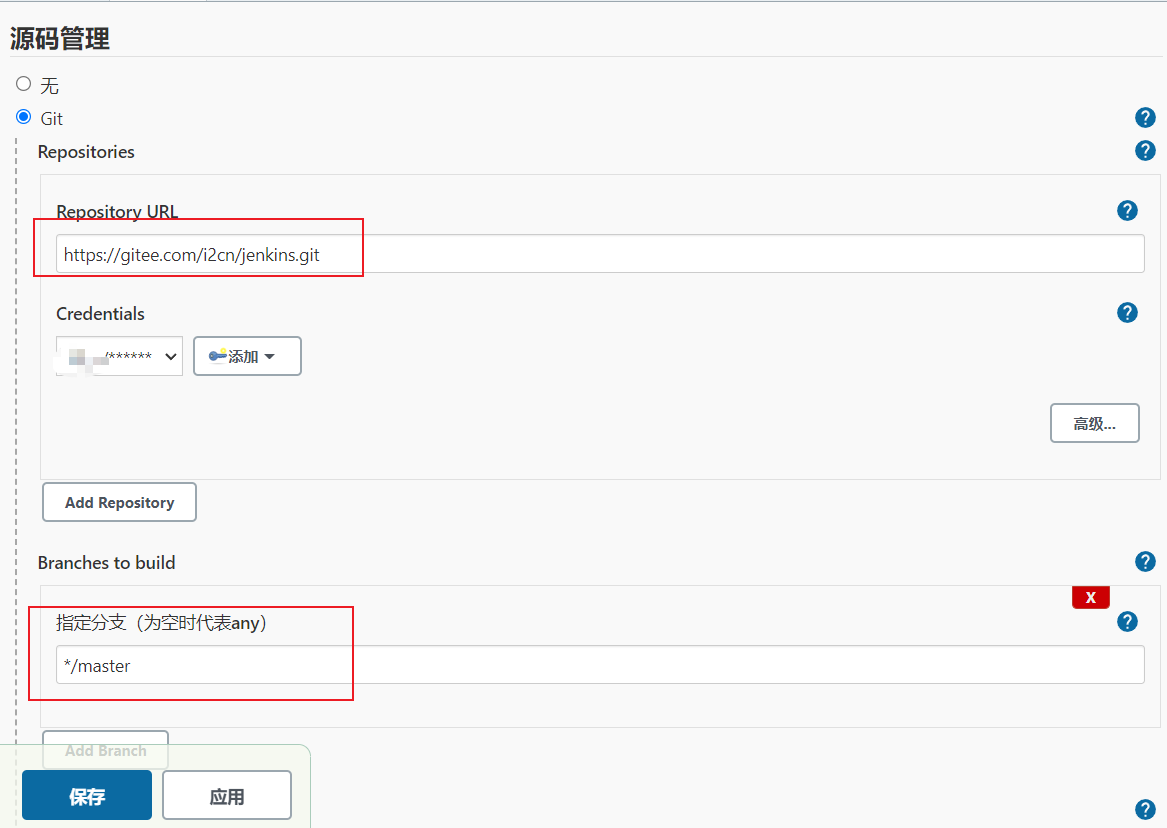 源码管理
无
Git
Repositories
Repository URL
https://gitee.com/i2cn/jenkins.git
Credentials
/******
添加
高级...
Add Repository
Branches to build
X
指定分支（为空时代表any）
*/master
Add Branch
保存
应用